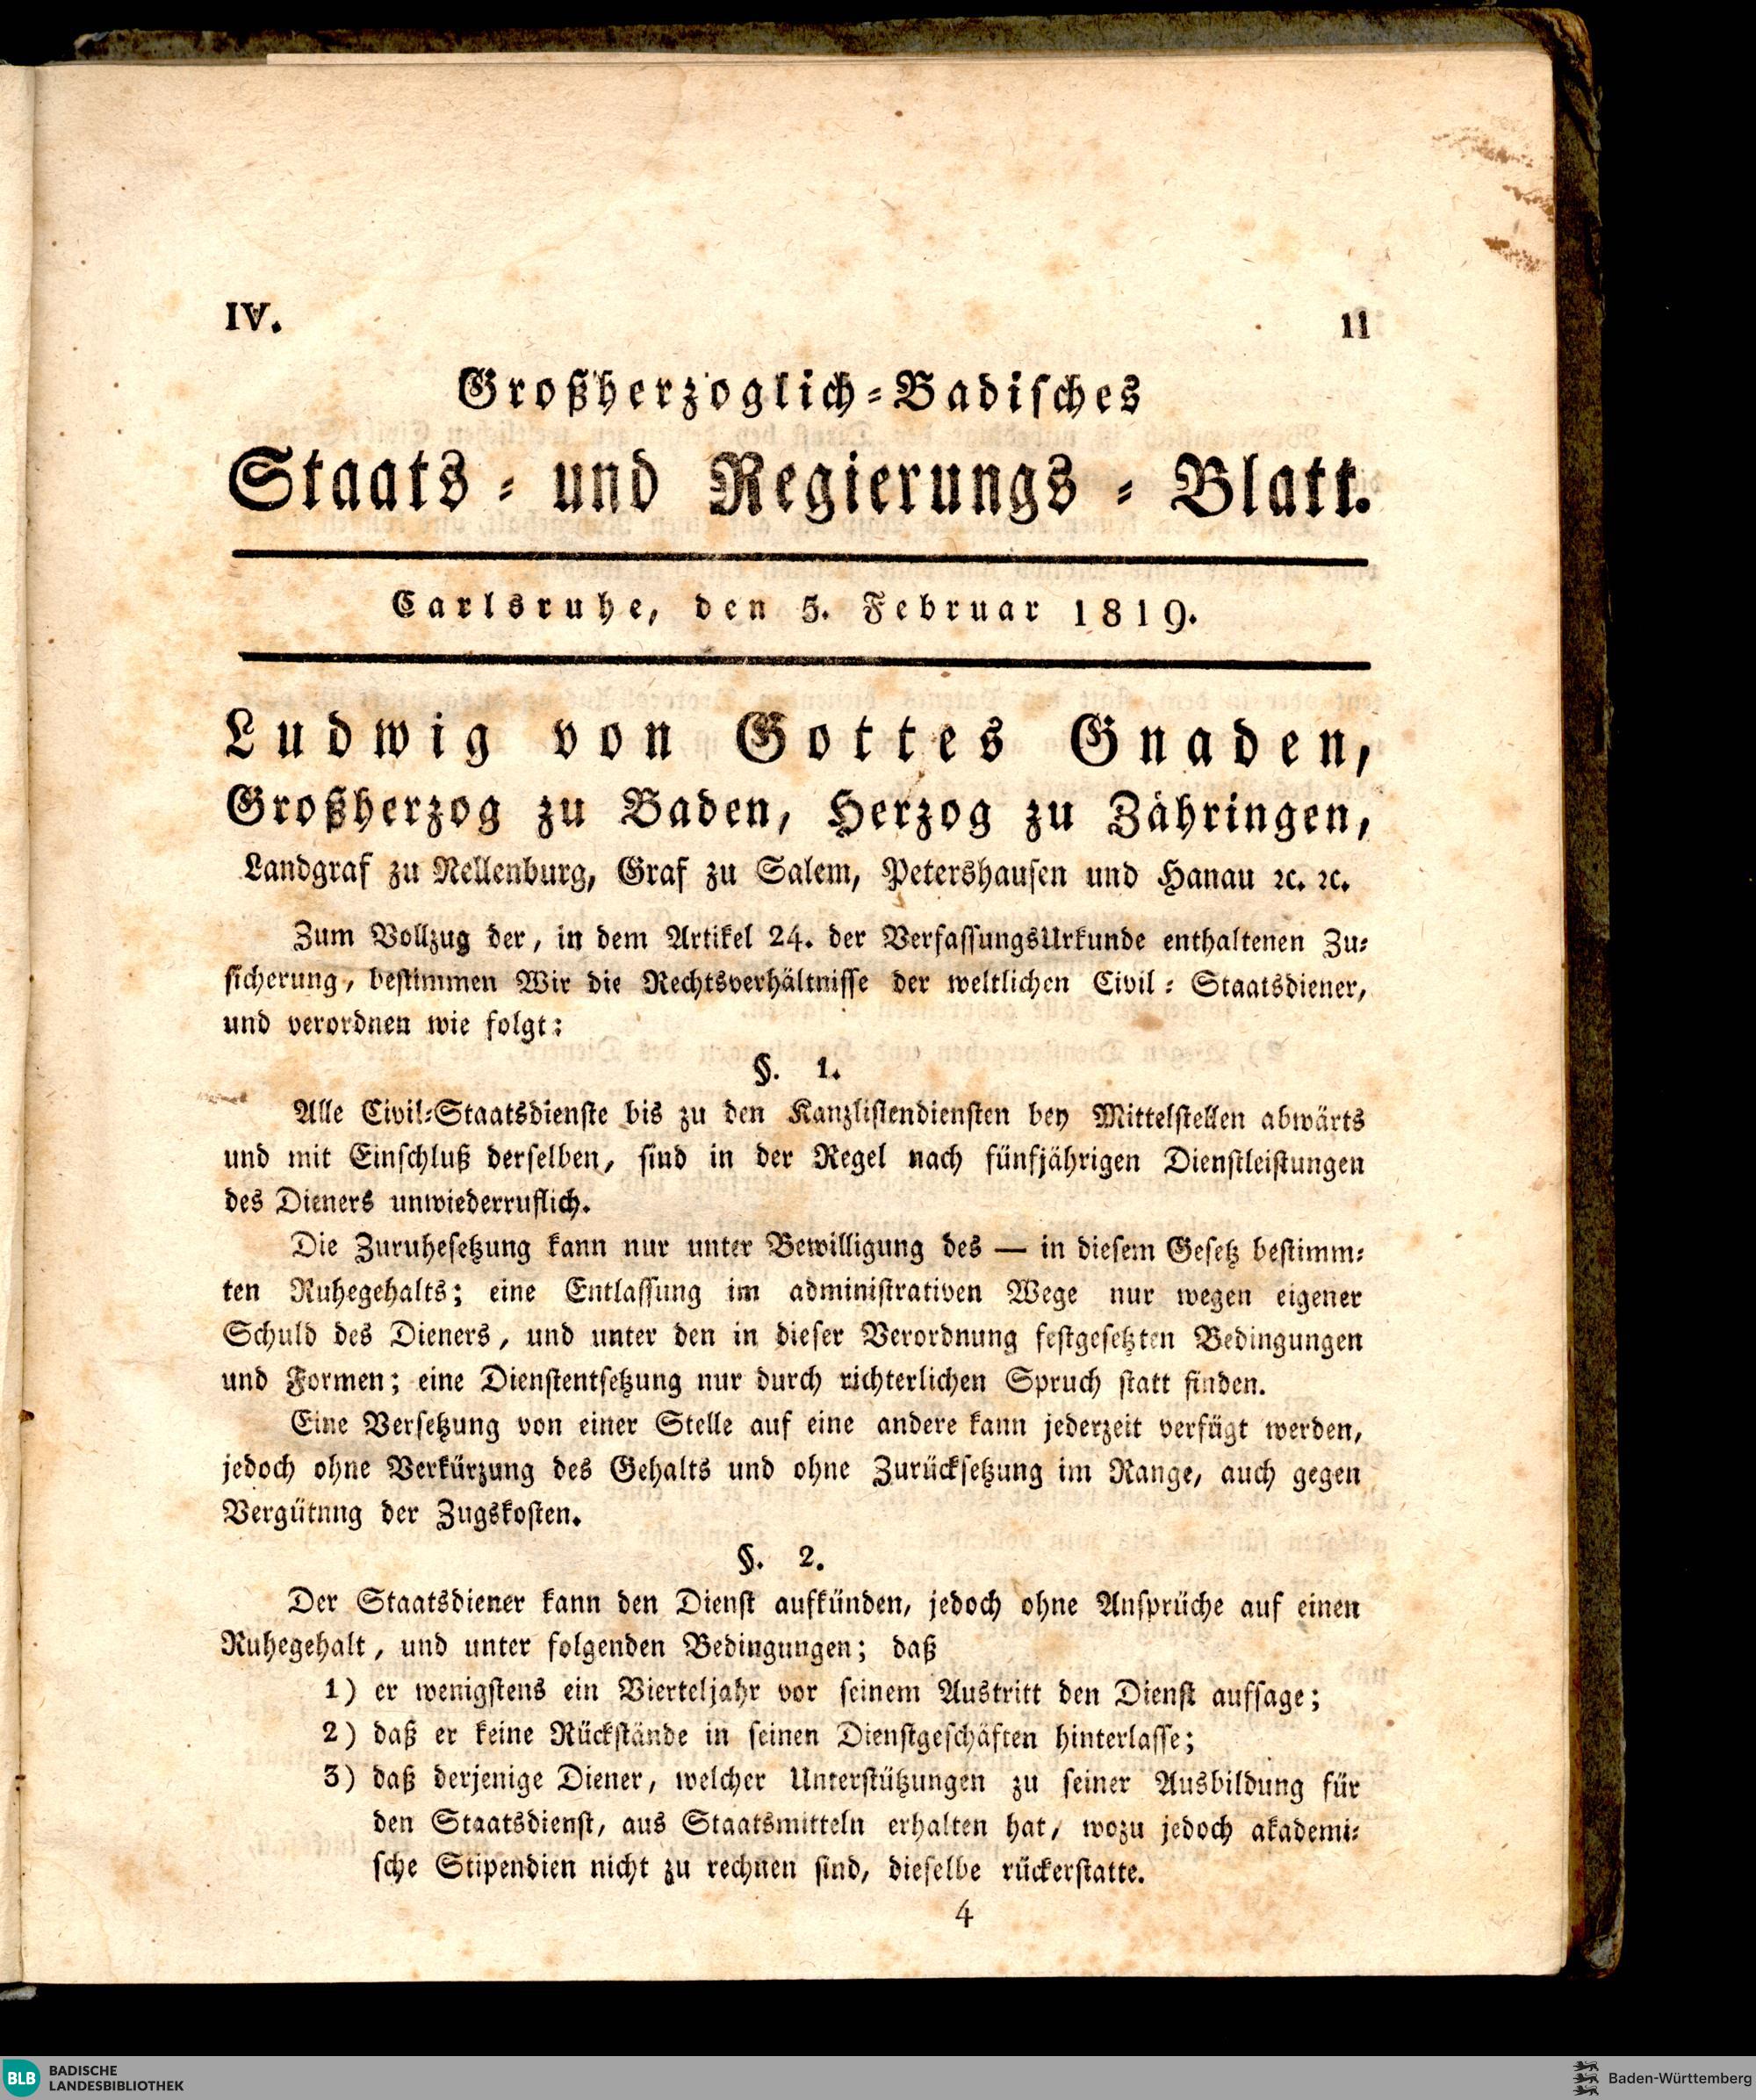 IV.
11
Großherzoglich-Badisches
Staats- und Regierungs-Blatt.
Carlsruhe, den 5. Februar 1819.
Ludwig von Gottes Gnaden,
Großherzog zu Baden, Herzog zu Zähringen,
Landgraf zu Nellenburg, Graf zu Salem, Petershausen und Hanau ꝛc. ꝛc.
Zum Vollzug der, in dem Artikel 24. der VerfassungsUrkunde enthaltenen Zu-
sicherung, bestimmen Wir die Rechtsverhältnisse der weltlichen Civil-Staatsdiener,
und verordnen wie folgt:
§. 1.
Alle Civil-Staatsdienste bis zu den Kanzlistendiensten bey Mittelstellen abwärts
und mit Einschluß derselben, sind in der Regel nach fünfjährigen Dienstleistungen
des Dieners unwiederruflich.
Die Zuruhesetzung kann nur unter Bewilligung des — in diesem Gesetz bestimm-
ten Ruhegehalts; eine Entlassung im administrativen Wege nur wegen eigener
Schuld des Dieners, und unter den in dieser Verordnung festgesetzten Bedingungen
und Formen; eine Dienstentsetzung nur durch richterlichen Spruch statt finden.
Eine Versetzung von einer Stelle auf eine andere kann jederzeit verfügt werden,
jedoch ohne Verkürzung des Gehalts und ohne Zurücksetzung im Range, auch gegen
Vergütnng der Zugskosten.
§. 2.
Der Staatsdiener kann den Dienst aufkünden, jedoch ohne Ansprüche auf einen
Ruhegehalt, und unter folgenden Bedingungen; daß
1) er wenigstens ein Vierteljahr vor seinem Austritt den Dienst aufsage;
2) daß er keine Rückstände in seinen Dienstgeschäften hinterlasse;
3) daß derjenige Diener, welcher Unterstützungen zu seiner Ausbildung für
den Staatsdienst, aus Staatsmitteln erhalten hat, wozu jedoch akademi-
sche Stipendien nicht zu rechnen sind, dieselbe rückerstatte.
4
BLB BADISCHE
LANDESBIBLIOTHEK
Baden-Württemberg